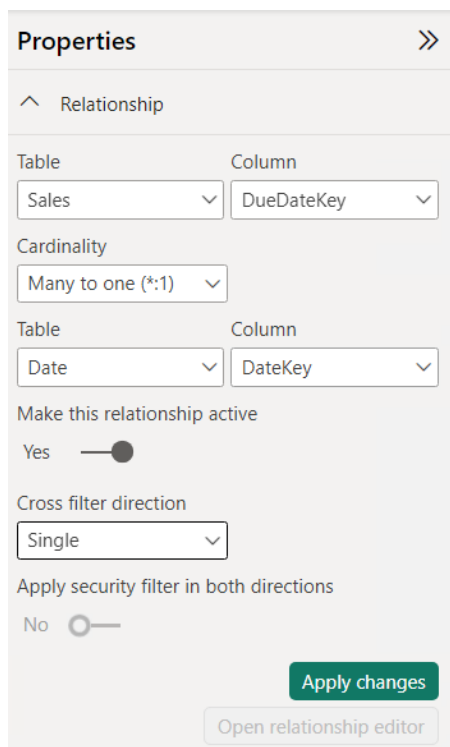 Properties
Relationship
Table Column
Sales DueDateKey
Cardinality
Many to one (*:1)
Table Column
Date DateKey
Make this relationship active
Yes
Cross filter direction
Single
Apply security filter in both directions
No
Apply changes
Open relationship editor